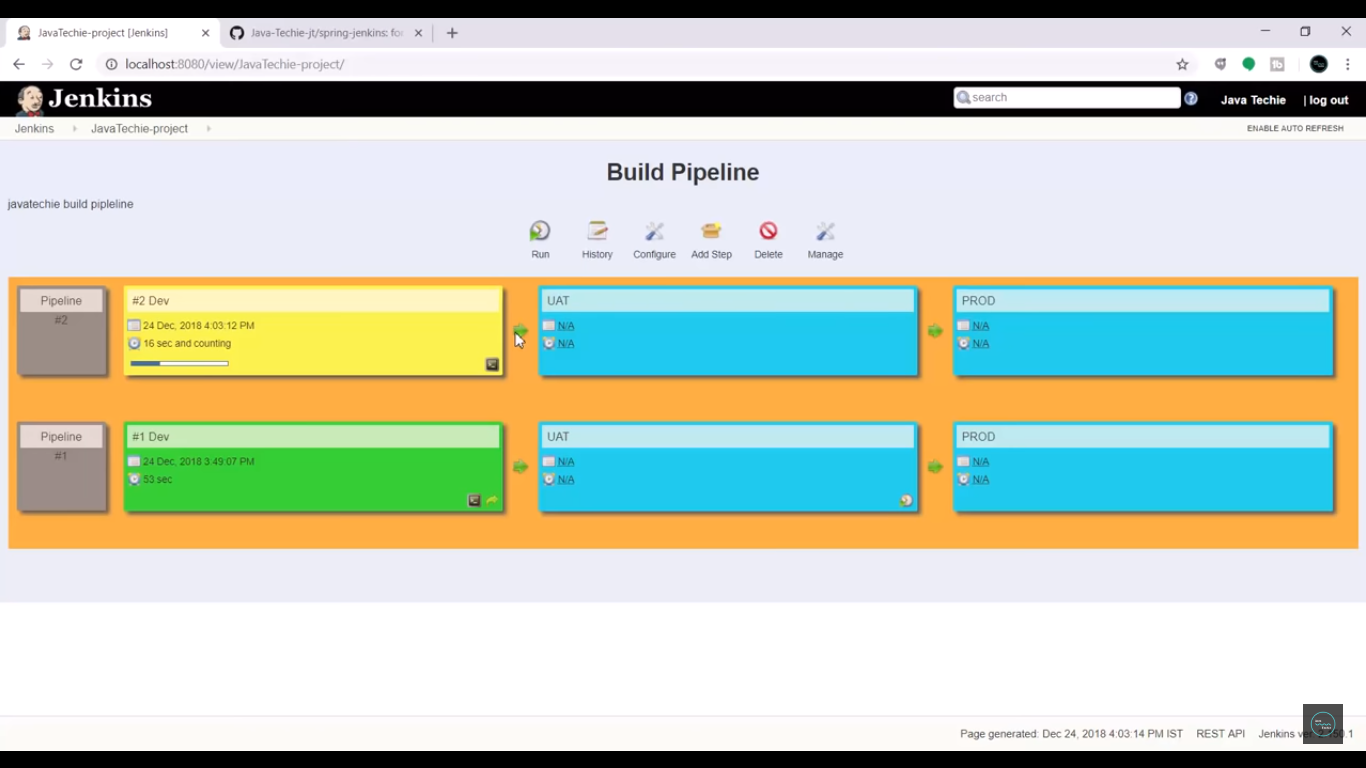 JavaTechie-project [Jenkins]
Java-Techie-jt/spring-jenkins: for
localhost:8080/view/JavaTechie-project/
Jenkins
search
Java Techie
| log out
Jenkins
JavaTechie-project
ENABLE AUTO REFRESH
Build Pipeline
javatechie build pipleline
Run
History
Configure
Add Step
Delete
Manage
Pipeline
#2
#2 Dev
24 Dec, 2018 4:03:12 PM
16 sec and counting
UAT
N/A
N/A
PROD
N/A
N/A
Pipeline
#1
#1 Dev
24 Dec, 2018 3:49:07 PM
53 sec
UAT
N/A
N/A
PROD
N/A
N/A
Page generated: Dec 24, 2018 4:03:14 PM IST
REST API
Jenkins